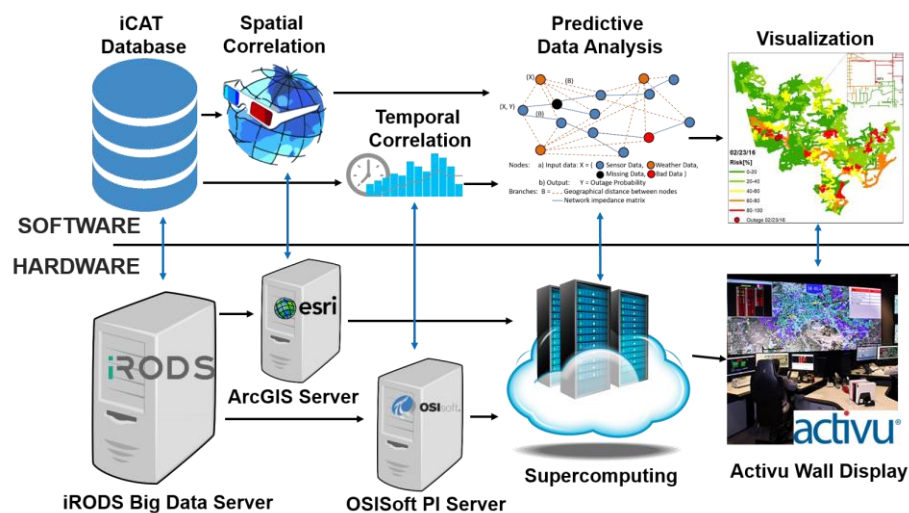 iCAT
Database
Spatial
Correlation
Temporal
Correlation
Predictive
Data Analysis
(X)
(B)
(X, Y)
(B)
Nodes: a) Input data: X = { Sensor Data, Weather Data,
Missing Data, Bad Data }
b) Output: Y = Outage Probability
Branches: B = Geographical distance between nodes
Network impedance matrix
Visualization
02/23/16
Risk[%]
0-20
20-40
40-60
60-80
80-100
Outage 02/23/16
SOFTWARE
HARDWARE
iRODS
iRODS Big Data Server
esri
ArcGIS Server
OSIsoft
OSISoft PI Server
Supercomputing
activu®
Activu Wall Display